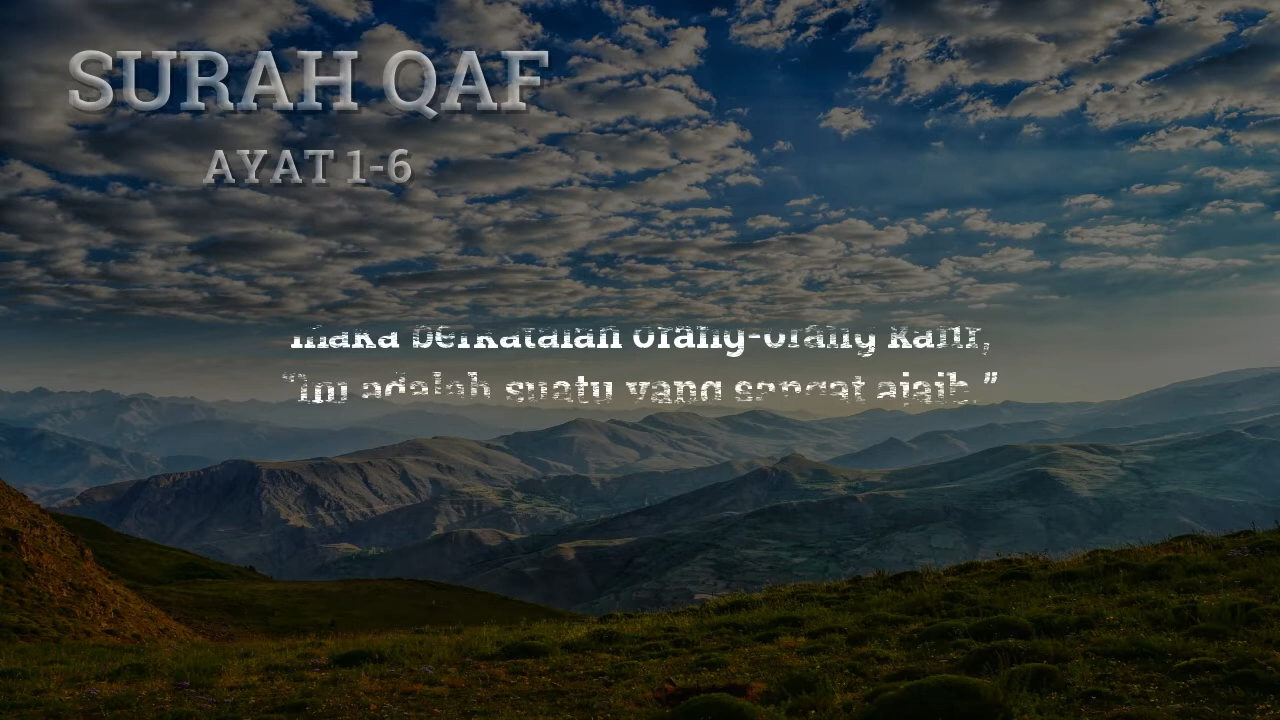 SURAH QAF
AYAT 1-6
maka berkatalah orang-orang kafir,
"Ini adalah suatu yang sangat ajaib."